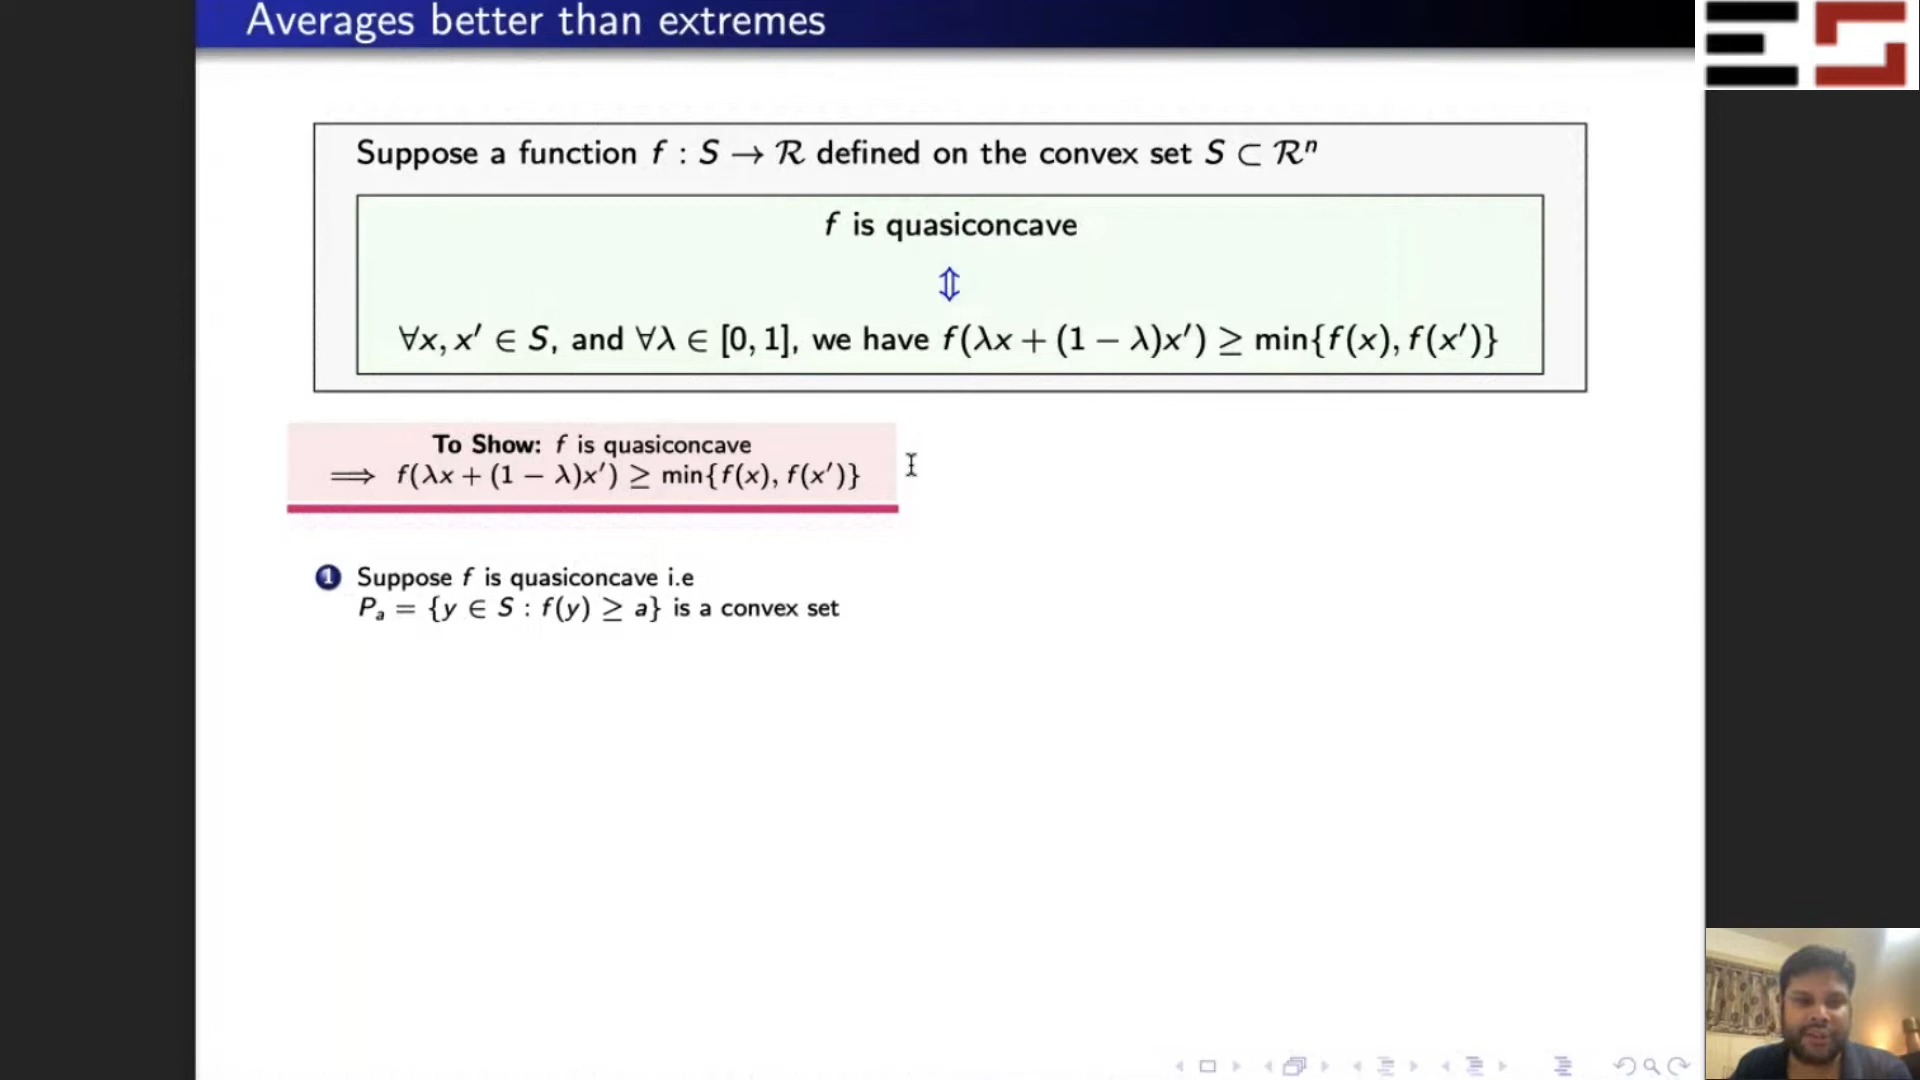 Averages better than extremes
ES
Suppose a function f : S → ℛ defined on the convex set S ⊂ ℛⁿ
f is quasiconcave
⇕
∀x, x′ ∈ S, and ∀λ ∈ [0, 1], we have f(λx + (1 − λ)x′) ≥ min{f(x), f(x′)}
To Show: f is quasiconcave
⟹ f(λx + (1 − λ)x′) ≥ min{f(x), f(x′)}
1 Suppose f is quasiconcave i.e
Pₐ = {y ∈ S : f(y) ≥ a} is a convex set